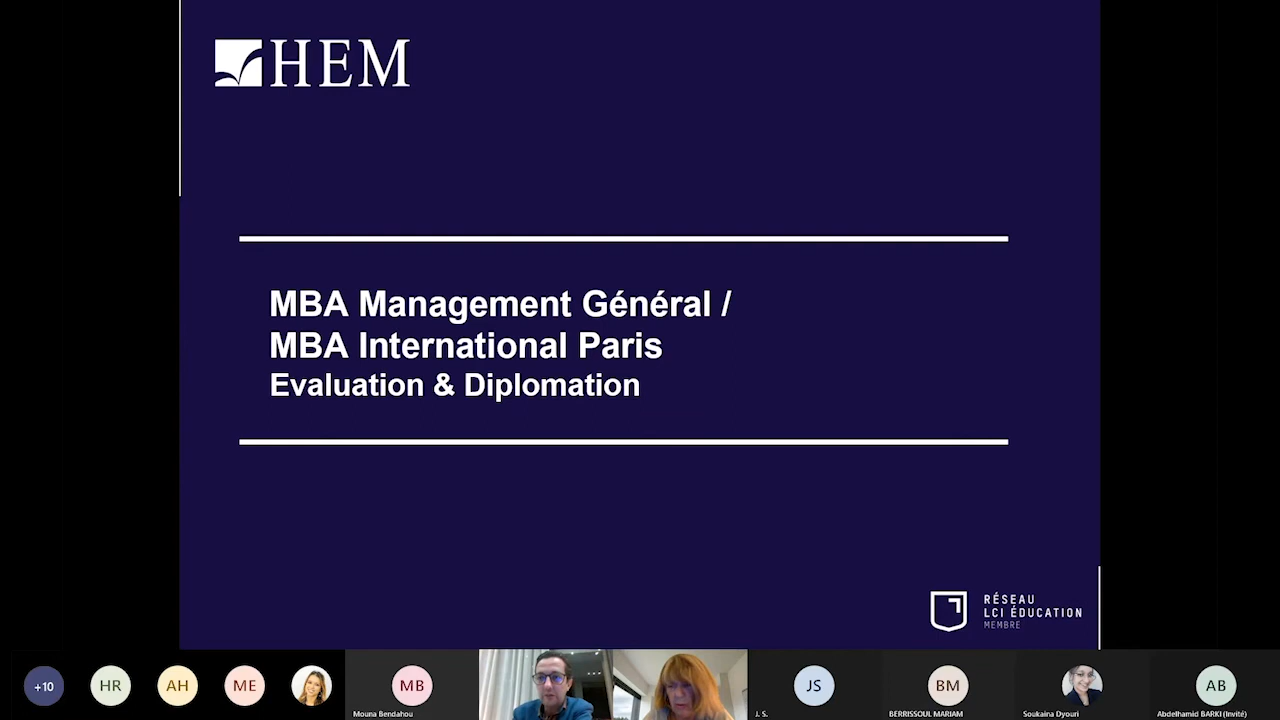 HEM
MBA Management Général /
MBA International Paris
Evaluation & Diplomation
RÉSEAU
LCI ÉDUCATION
MEMBRE
+10
HR
AH
ME
MB
JS
BM
AB
Mouna Bendahou
J. S.
BERRISSOUL MARIAM
Soukaina Dyouri
Abdelhamid BARKI (Invité)